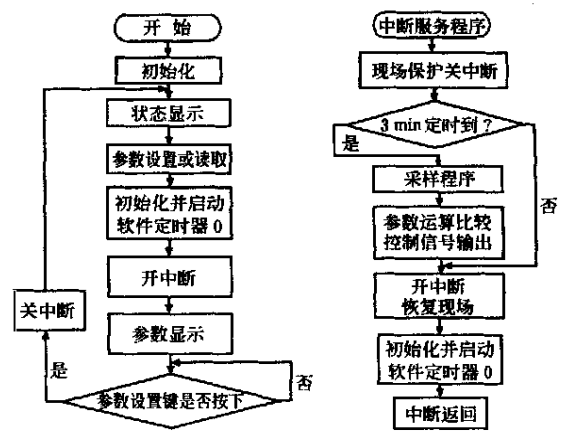 开始
初始化
状态显示
参数设置或读取
初始化并启动
软件定时器0
开中断
关中断
参数显示
是
否
参数设置键是否按下
中断服务程序
现场保护关中断
3 min定时到？
是
采样程序
否
参数运算比较
控制信号输出
开中断
恢复现场
初始化并启动
软件定时器0
中断返回